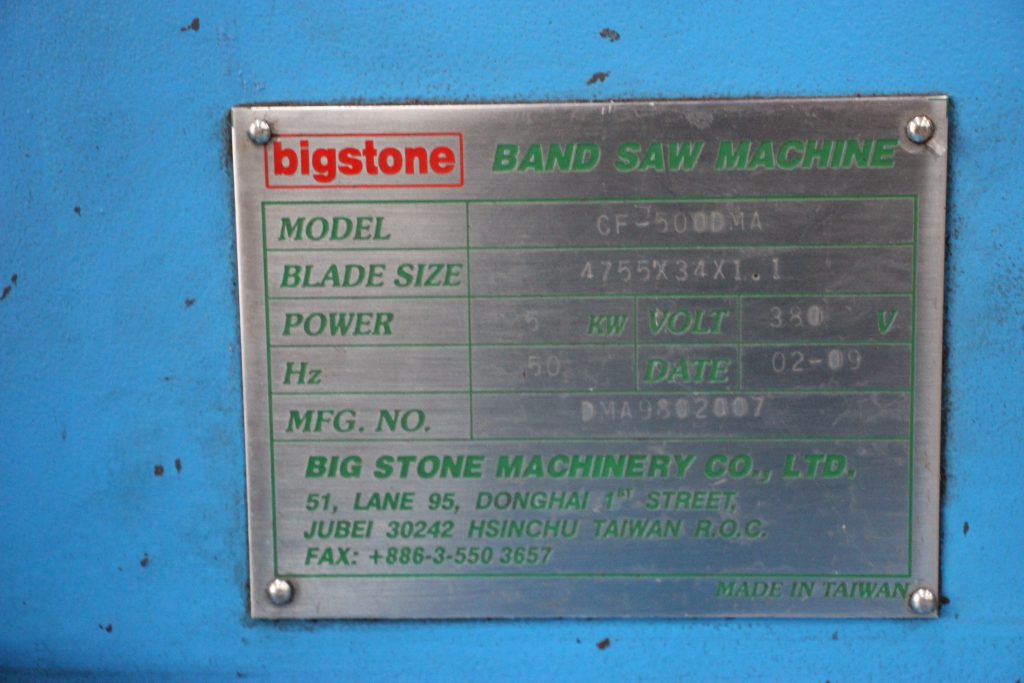 bigstone BAND SAW MACHINE
MODEL CF-500DMA
BLADE SIZE 4755X34X1.1
POWER 5 KW VOLT 380 V
Hz 50 DATE 02-09
MFG. NO. DMA9802007
BIG STONE MACHINERY CO., LTD.
51, LANE 95, DONGHAI 1ST STREET,
JUBEI 30242 HSINCHU TAIWAN R.O.C.
FAX: +886-3-550 3657
MADE IN TAIWAN